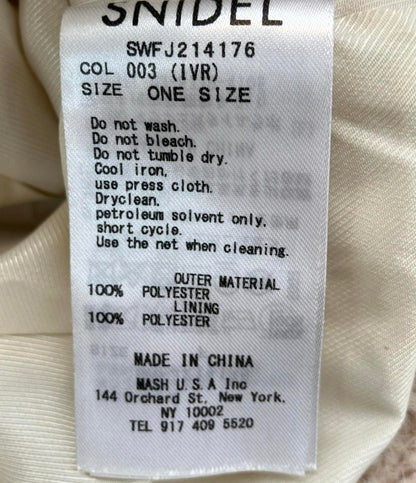 SNIDEL
SWFJ214176
COL 003 (IVR)
SIZE ONE SIZE
Do not wash.
Do not bleach.
Do not tumble dry.
Cool iron,
use press cloth.
Dryclean.
petroleum solvent only.
short cycle.
Use the net when cleaning.
OUTER MATERIAL
100% POLYESTER
LINING
100% POLYESTER
MADE IN CHINA
MASH U.S.A Inc
144 Orchard St, New York.
NY 10002
TEL 917 409 5520